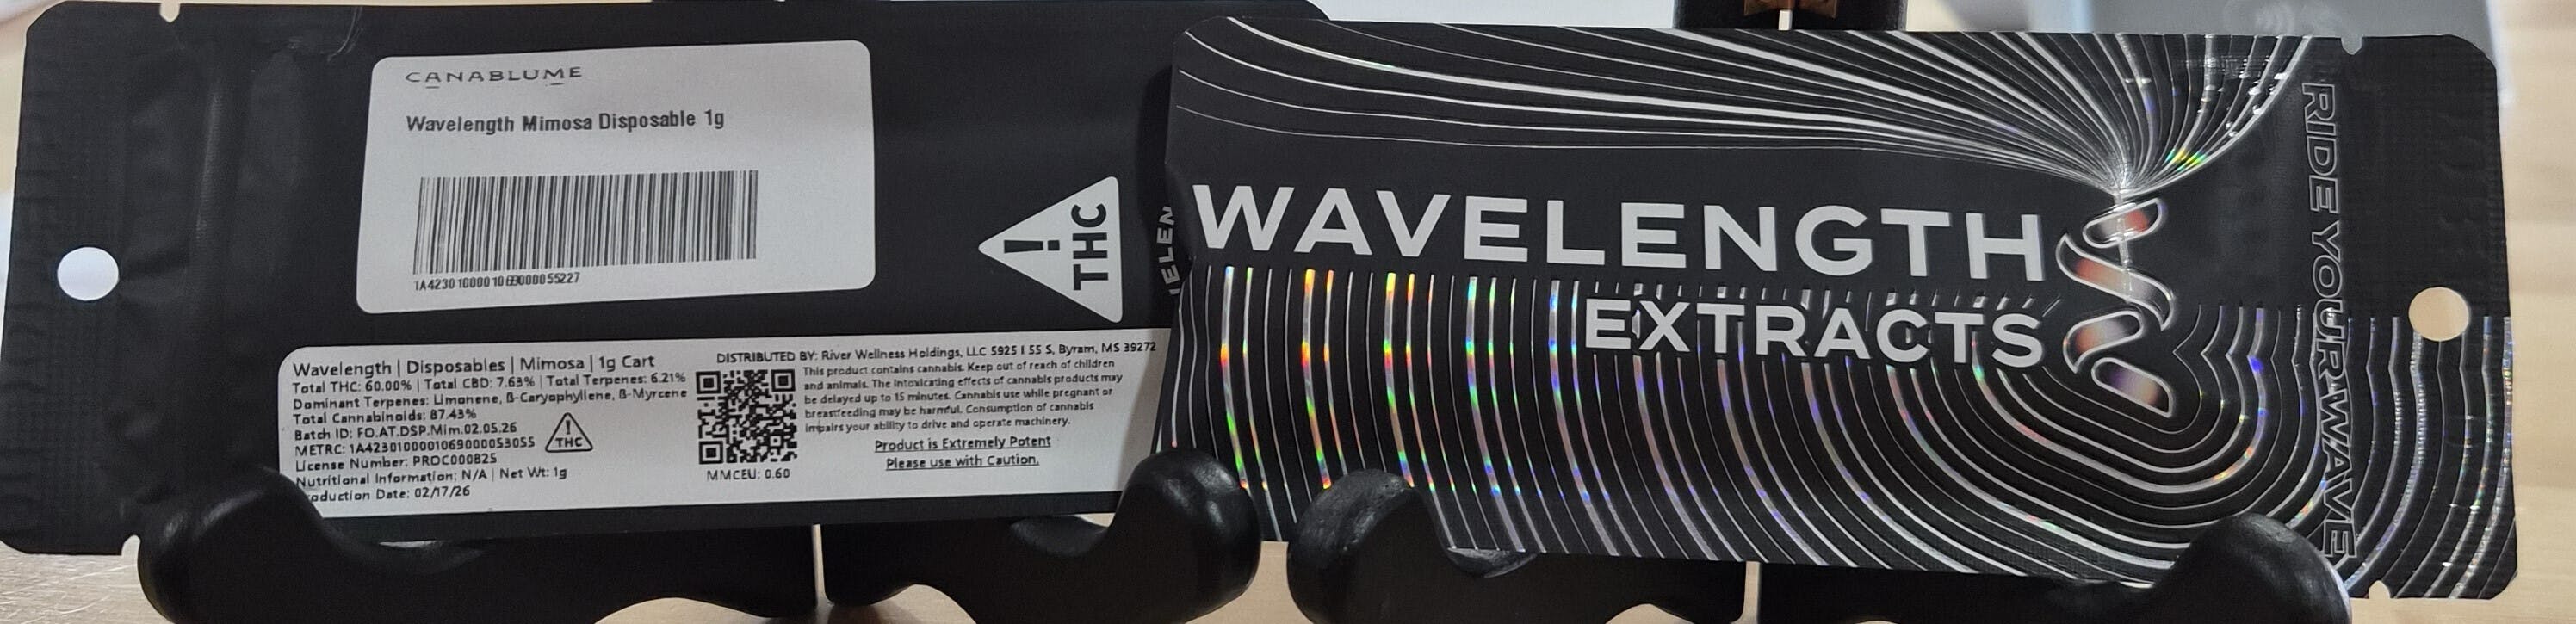 CANABLUME
Wavelength Mimosa Disposable 1g
1A4230100001069000055227
! THC
Wavelength | Disposables | Mimosa | 1g Cart
Total THC: 60.00% | Total CBD: 7.63% | Total Terpenes: 6.21%
Dominant Terpenes: Limonene, ß-Caryophyllene, ß-Myrcene
Total Cannabinoids: 87.43%
Batch ID: FO.AT.DSP.Mim.02.05.26
METRC: 1A4230100001069000053055
License Number: PROC000825
Nutritional Information: N/A | Net Wt: 1g
oduction Date: 02/17/26
! THC
MMCEU: 0.60
DISTRIBUTED BY: River Wellness Holdings, LLC 5925 I 55 S, Byram, MS 39272
This product contains cannabis. Keep out of reach of children
and animals. The intoxicating effects of cannabis products may
be delayed up to 15 minutes. Cannabis use while pregnant or
breastfeeding may be harmful. Consumption of cannabis
impairs your ability to drive and operate machinery.
Product is Extremely Potent
Please use with Caution.
ELEN
WAVELENGTH
EXTRACTS
RIDE YOUR WAVE